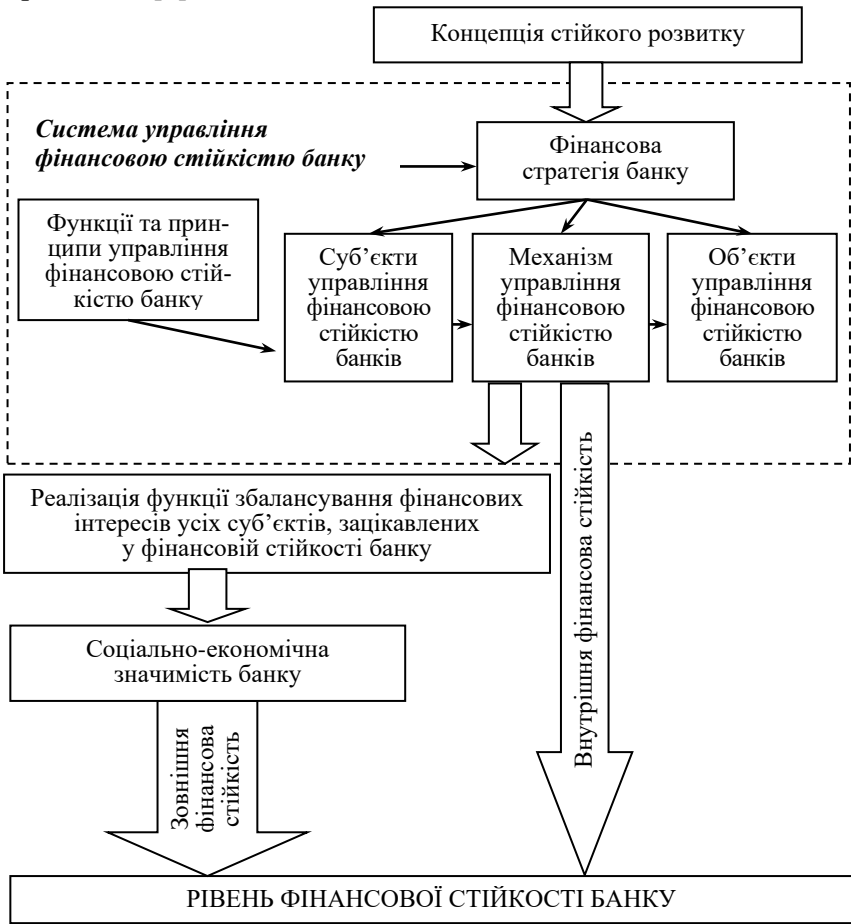 Концепція стійкого розвитку
Система управління
фінансовою стійкістю банку
Фінансова
стратегія банку
Функції та прин-
ципи управління
фінансовою стій-
кістю банку
Суб’єкти
управління
фінансовою
стійкістю
банків
Механізм
управління
фінансовою
стійкістю
банків
Об’єкти
управління
фінансовою
стійкістю
банків
Реалізація функції збалансування фінансових
інтересів усіх суб’єктів, зацікавлених
у фінансовій стійкості банку
Внутрішня фінансова стійкість
Соціально-економічна
значимість банку
Зовнішня
фінансова
стійкість
РІВЕНЬ ФІНАНСОВОЇ СТІЙКОСТІ БАНКУ